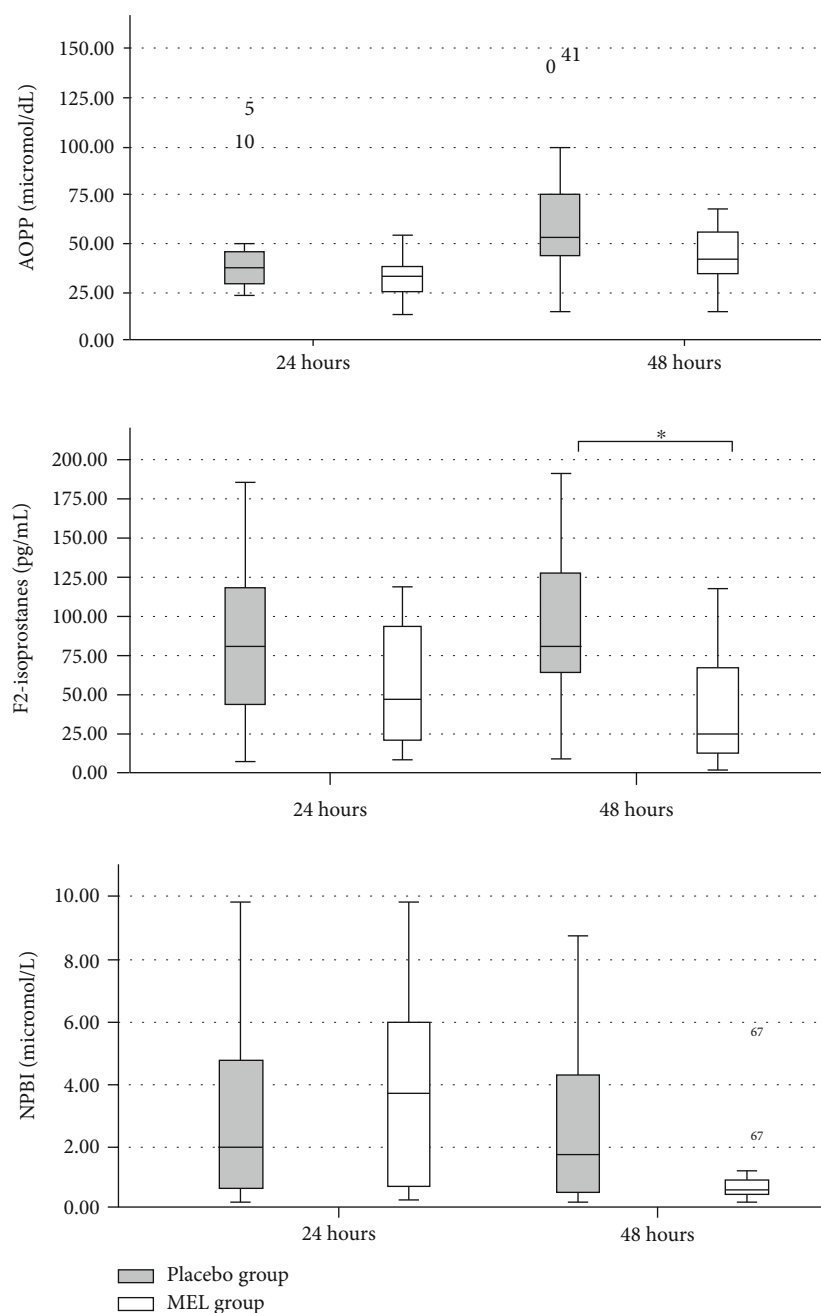 AOPP (micromol/dL)
150.00
125.00
100.00
75.00
50.00
25.00
0.00
5
10
0 41
24 hours
48 hours
F2-isoprostanes (pg/mL)
200.00
175.00
150.00
125.00
100.00
75.00
50.00
25.00
0.00
*
24 hours
48 hours
NPBI (micromol/L)
10.00
8.00
6.00
4.00
2.00
0.00
67
67
24 hours
48 hours
Placebo group
MEL group